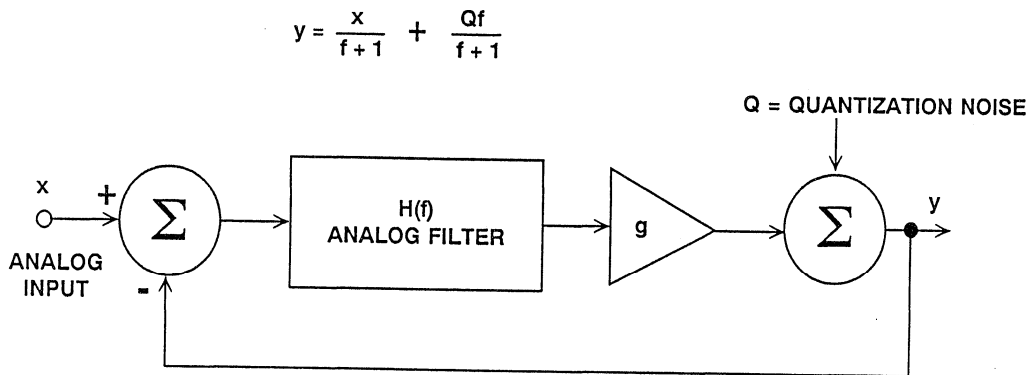 y = x / (f + 1) + Qf / (f + 1)
Q = QUANTIZATION NOISE
x
+
Σ
H(f)
ANALOG FILTER
g
Σ
y
ANALOG
INPUT
-